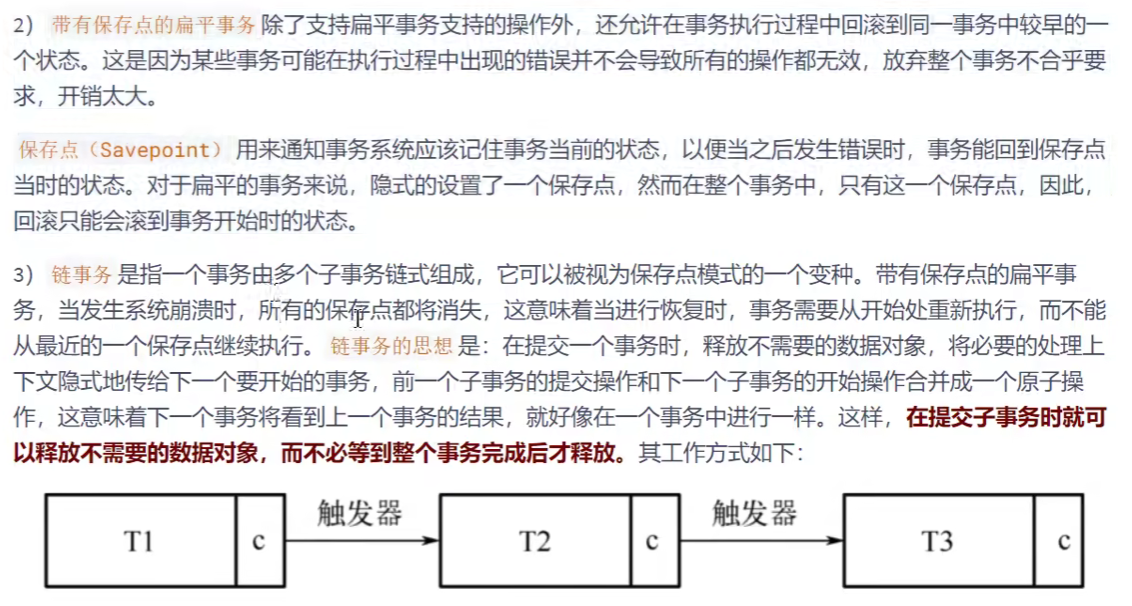 2） 带有保存点的扁平事务 除了支持扁平事务支持的操作外，还允许在事务执行过程中回滚到同一事务中较早的一
个状态。这是因为某些事务可能在执行过程中出现的错误并不会导致所有的操作都无效，放弃整个事务不合乎要
求，开销太大。
保存点（Savepoint） 用来通知事务系统应该记住事务当前的状态，以便当之后发生错误时，事务能回到保存点
当时的状态。对于扁平的事务来说，隐式的设置了一个保存点，然而在整个事务中，只有这一个保存点，因此，
回滚只能会滚到事务开始时的状态。
3） 链事务 是指一个事务由多个子事务链式组成，它可以被视为保存点模式的一个变种。带有保存点的扁平事
务，当发生系统崩溃时，所有的保存点都将消失，这意味着当进行恢复时，事务需要从开始处重新执行，而不能
从最近的一个保存点继续执行。 链事务的思想 是：在提交一个事务时，释放不需要的数据对象，将必要的处理上
下文隐式地传给下一个要开始的事务，前一个子事务的提交操作和下一个子事务的开始操作合并成一个原子操
作，这意味着下一个事务将看到上一个事务的结果，就好像在一个事务中进行一样。这样，在提交子事务时就可
以释放不需要的数据对象，而不必等到整个事务完成后才释放。其工作方式如下：
T1 c 触发器 T2 c 触发器 T3 c